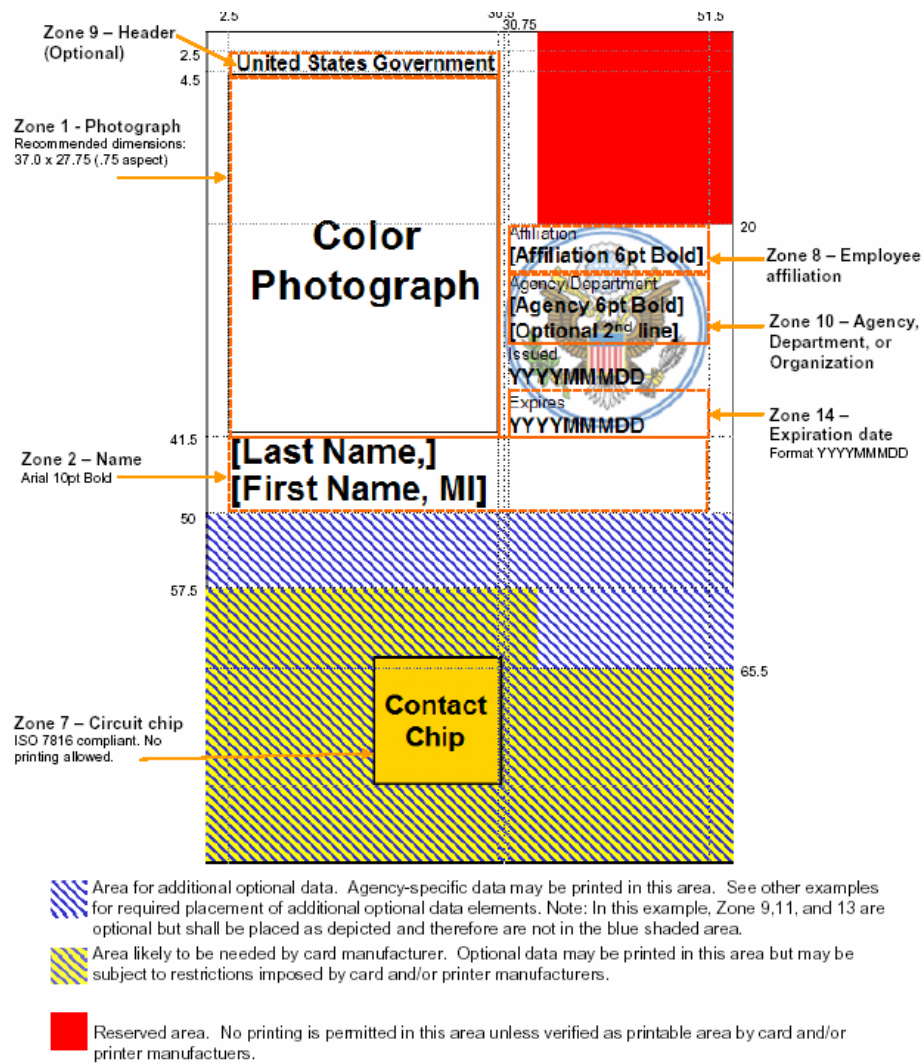 2.5
30.5
30.75
51.5
Zone 9 – Header
(Optional)
2.5
United States Government
4.5
Zone 1 - Photograph
Recommended dimensions:
37.0 x 27.75 (.75 aspect)
Color
Photograph
20
Affiliation
[Affiliation 6pt Bold]
Zone 8 – Employee
affiliation
Agency/Department
[Agency 6pt Bold]
[Optional 2nd line]
Zone 10 – Agency,
Department, or
Organization
Issued
YYYYMMMDD
Expires
YYYYMMMDD
Zone 14 –
Expiration date
Format YYYYMMMDD
41.5
Zone 2 – Name
Arial 10pt Bold
[Last Name,]
[First Name, MI]
50
57.5
65.5
Contact
Chip
Zone 7 – Circuit chip
ISO 7816 compliant. No
printing allowed.
Area for additional optional data. Agency-specific data may be printed in this area. See other examples
for required placement of additional optional data elements. Note: In this example, Zone 9,11, and 13 are
optional but shall be placed as depicted and therefore are not in the blue shaded area.
Area likely to be needed by card manufacturer. Optional data may be printed in this area but may be
subject to restrictions imposed by card and/or printer manufacturers.
Reserved area. No printing is permitted in this area unless verified as printable area by card and/or
printer manufactuers.